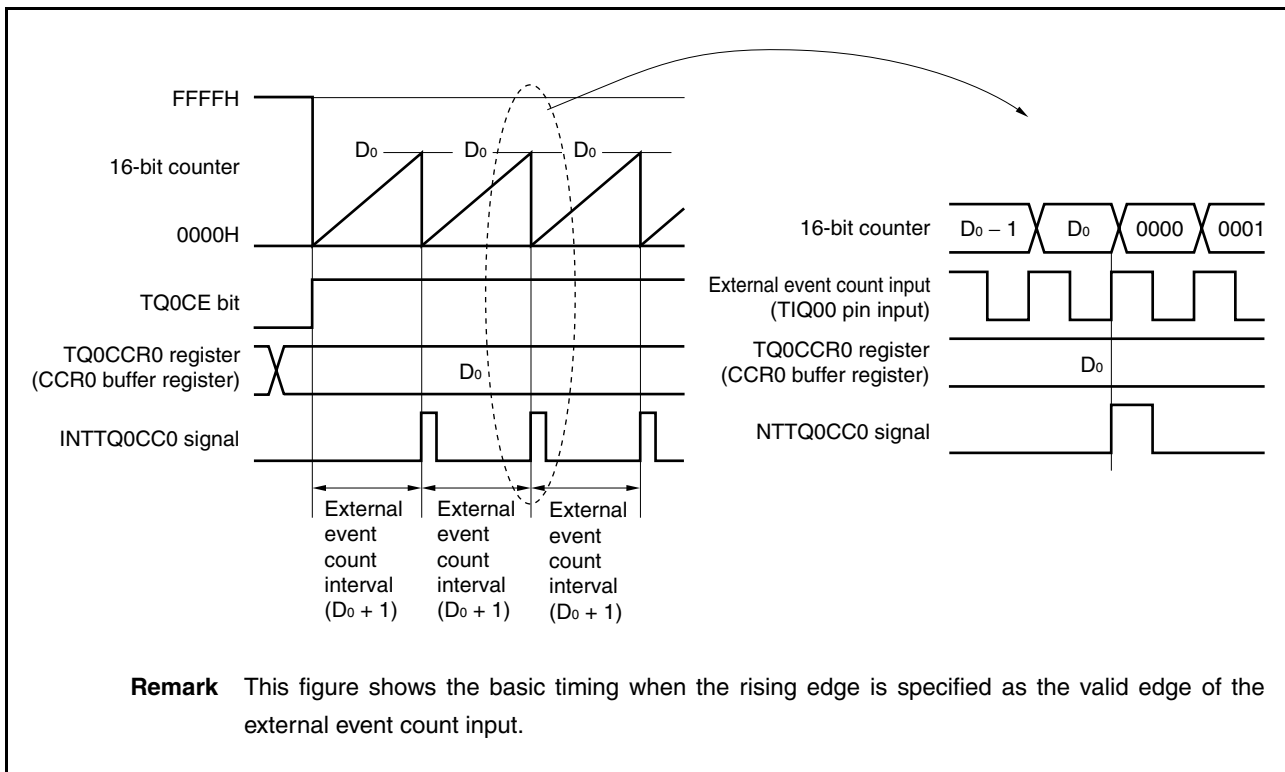 FFFFH
16-bit counter
0000H
D0
D0
D0
TQ0CE bit
TQ0CCR0 register
(CCR0 buffer register)
D0
INTTQ0CC0 signal
External
event
count
interval
(D0 + 1)
External
event
count
interval
(D0 + 1)
External
event
count
interval
(D0 + 1)
16-bit counter
D0 − 1
D0
0000
0001
External event count input
(TIQ00 pin input)
TQ0CCR0 register
(CCR0 buffer register)
D0
NTTQ0CC0 signal
Remark This figure shows the basic timing when the rising edge is specified as the valid edge of the
external event count input.